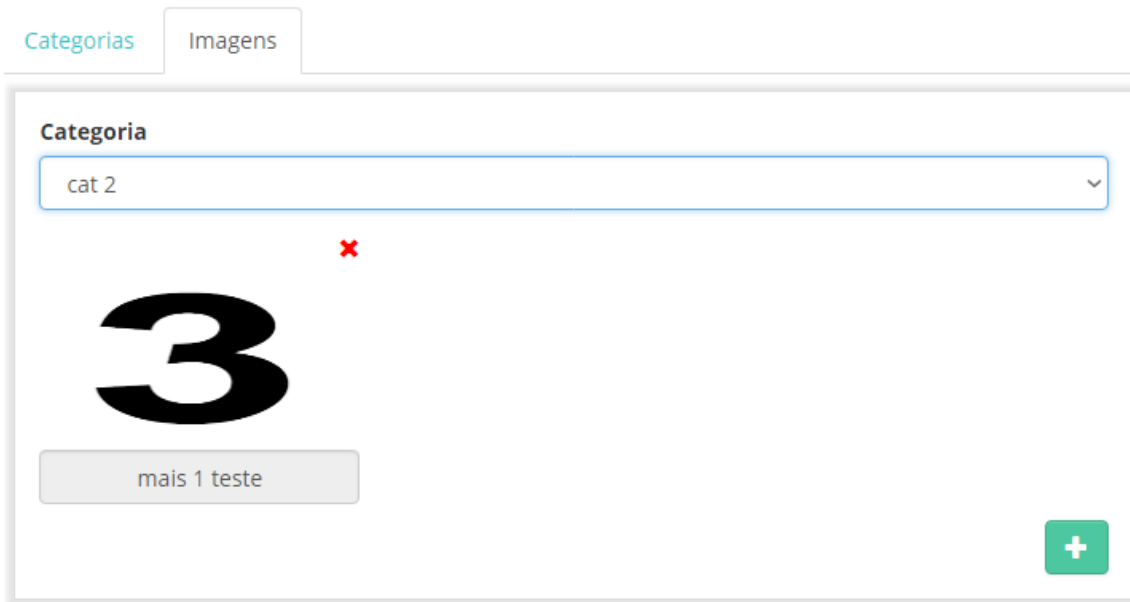 Categorias
Imagens
Categoria
cat 2
3
mais 1 teste